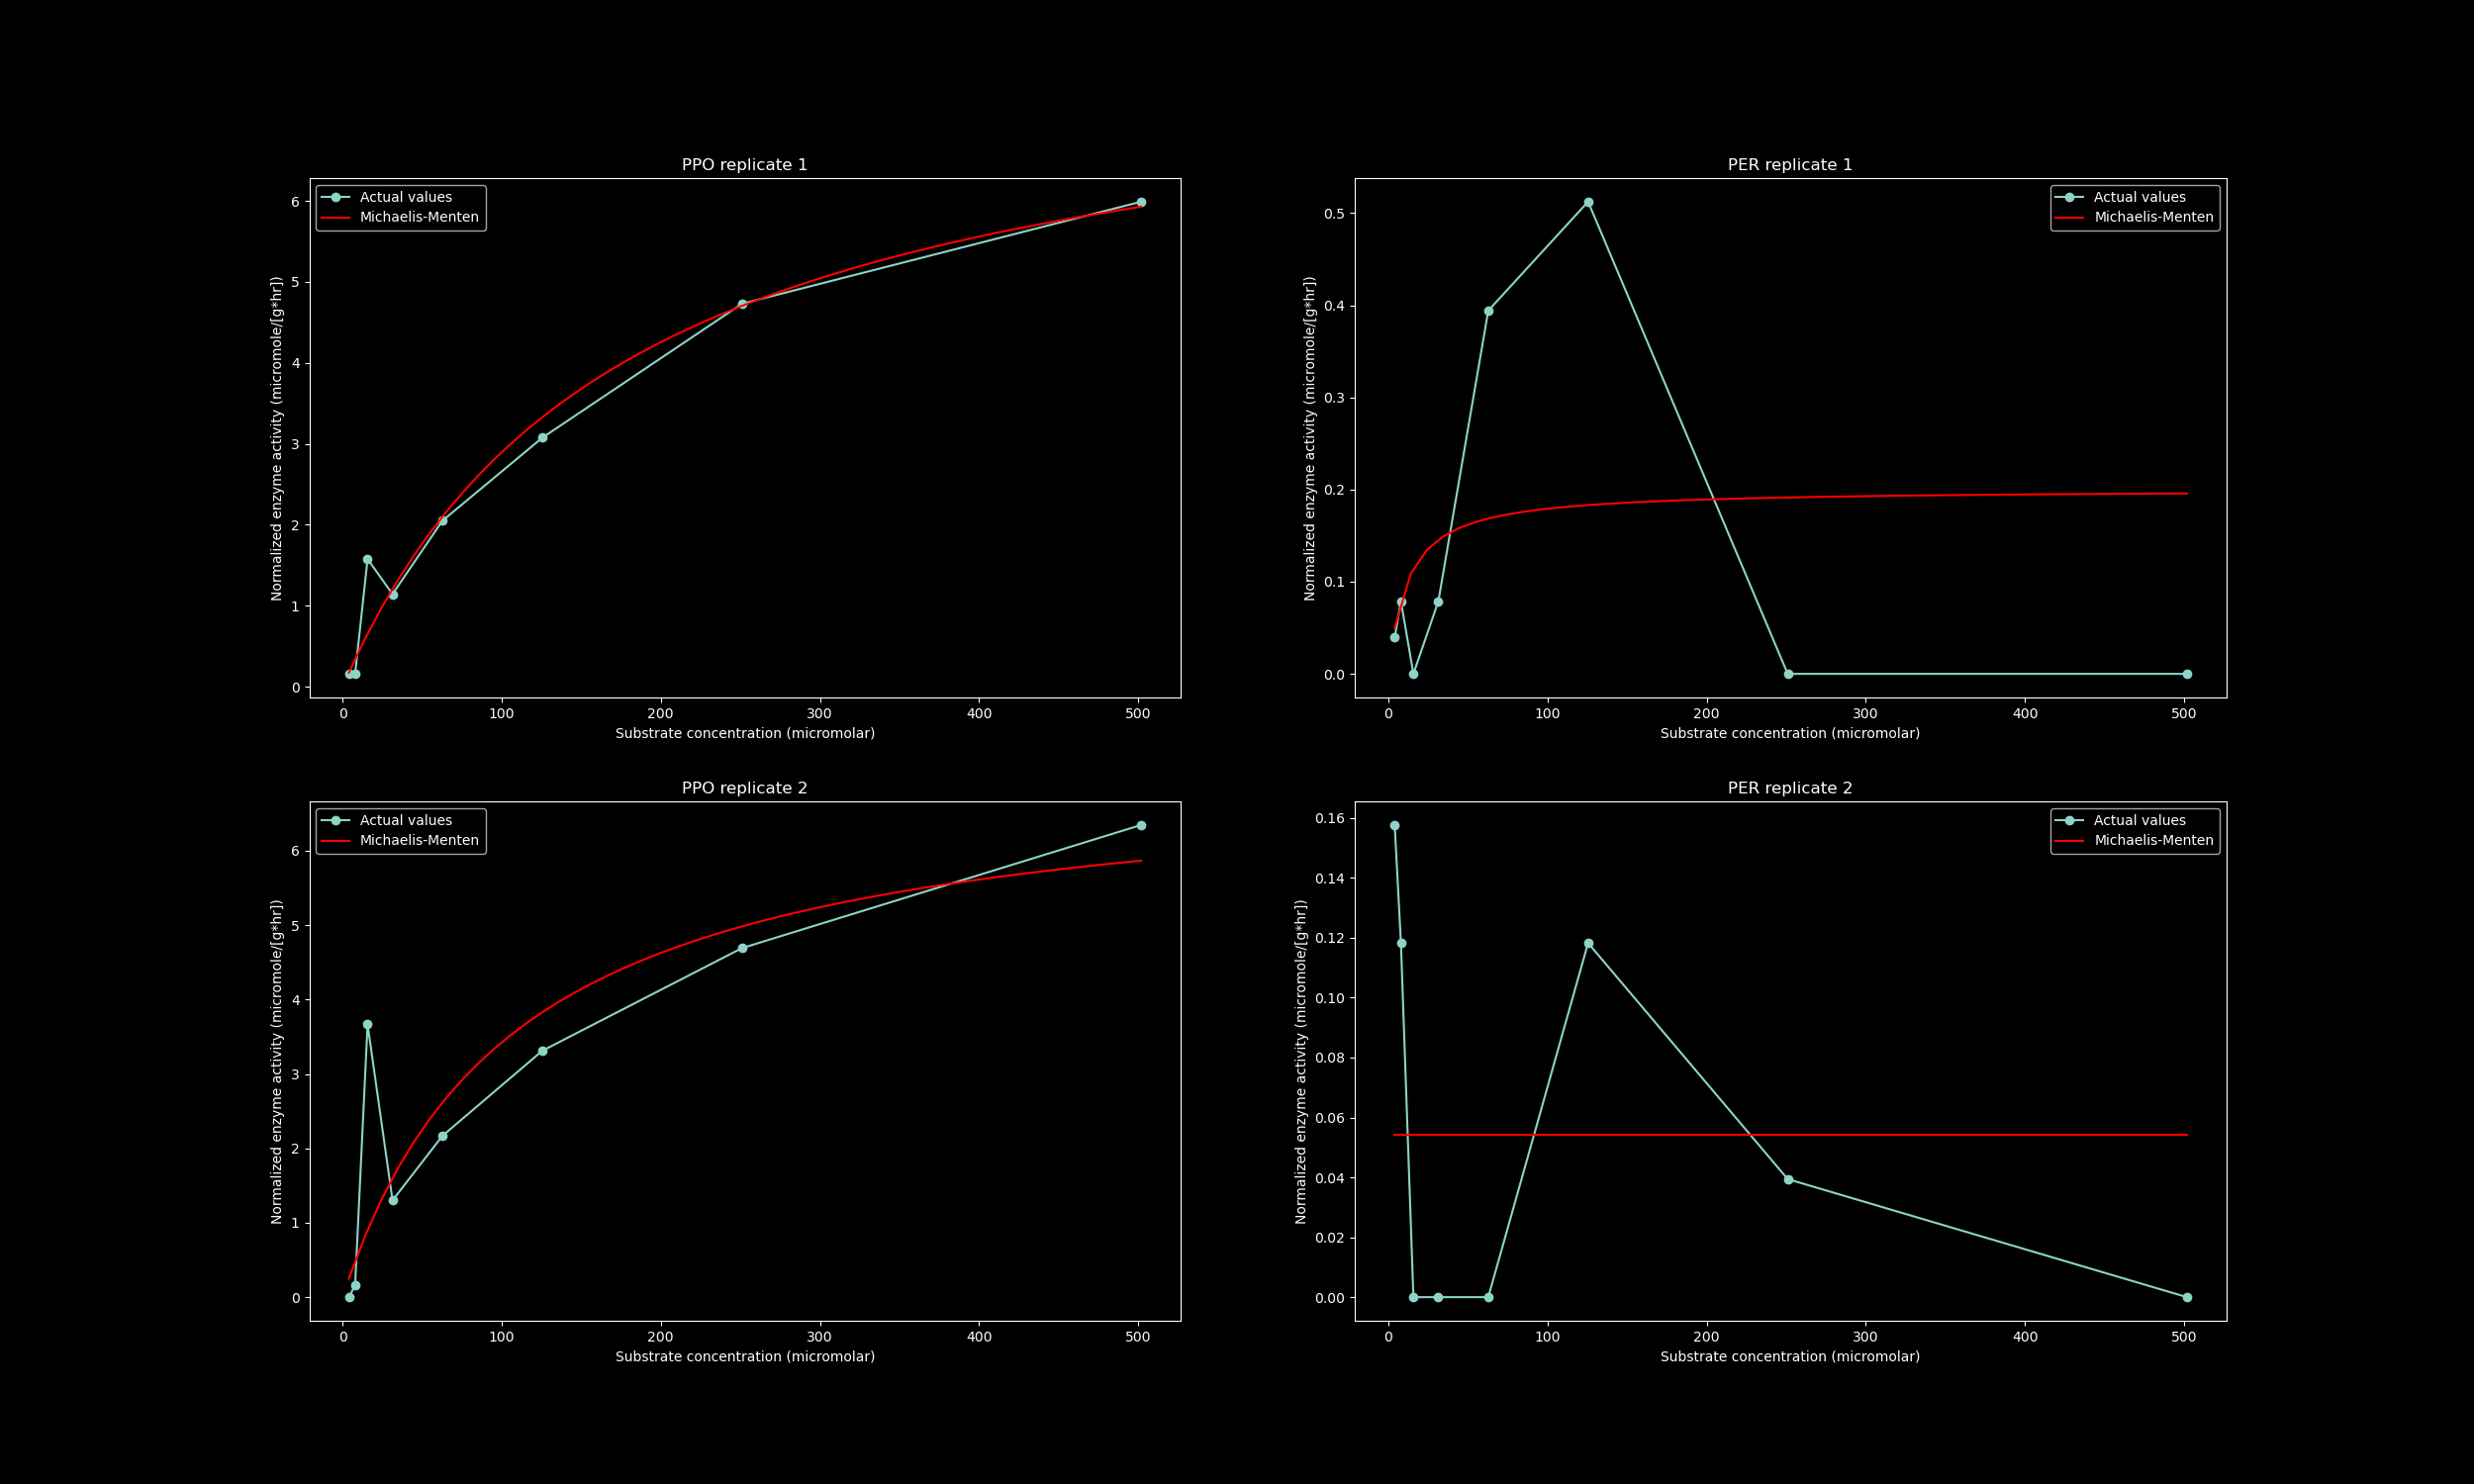 PPO replicate 1
Actual values
Michaelis-Menten
6
5
4
3
2
1
0
Normalized enzyme activity (micromole/[g*hr])
0 100 200 300 400 500
Substrate concentration (micromolar)
PER replicate 1
Actual values
Michaelis-Menten
0.5
0.4
0.3
0.2
0.1
0.0
Normalized enzyme activity (micromole/[g*hr])
0 100 200 300 400 500
Substrate concentration (micromolar)
PPO replicate 2
Actual values
Michaelis-Menten
6
5
4
3
2
1
0
Normalized enzyme activity (micromole/[g*hr])
0 100 200 300 400 500
Substrate concentration (micromolar)
PER replicate 2
Actual values
Michaelis-Menten
0.16
0.14
0.12
0.10
0.08
0.06
0.04
0.02
0.00
Normalized enzyme activity (micromole/[g*hr])
0 100 200 300 400 500
Substrate concentration (micromolar)